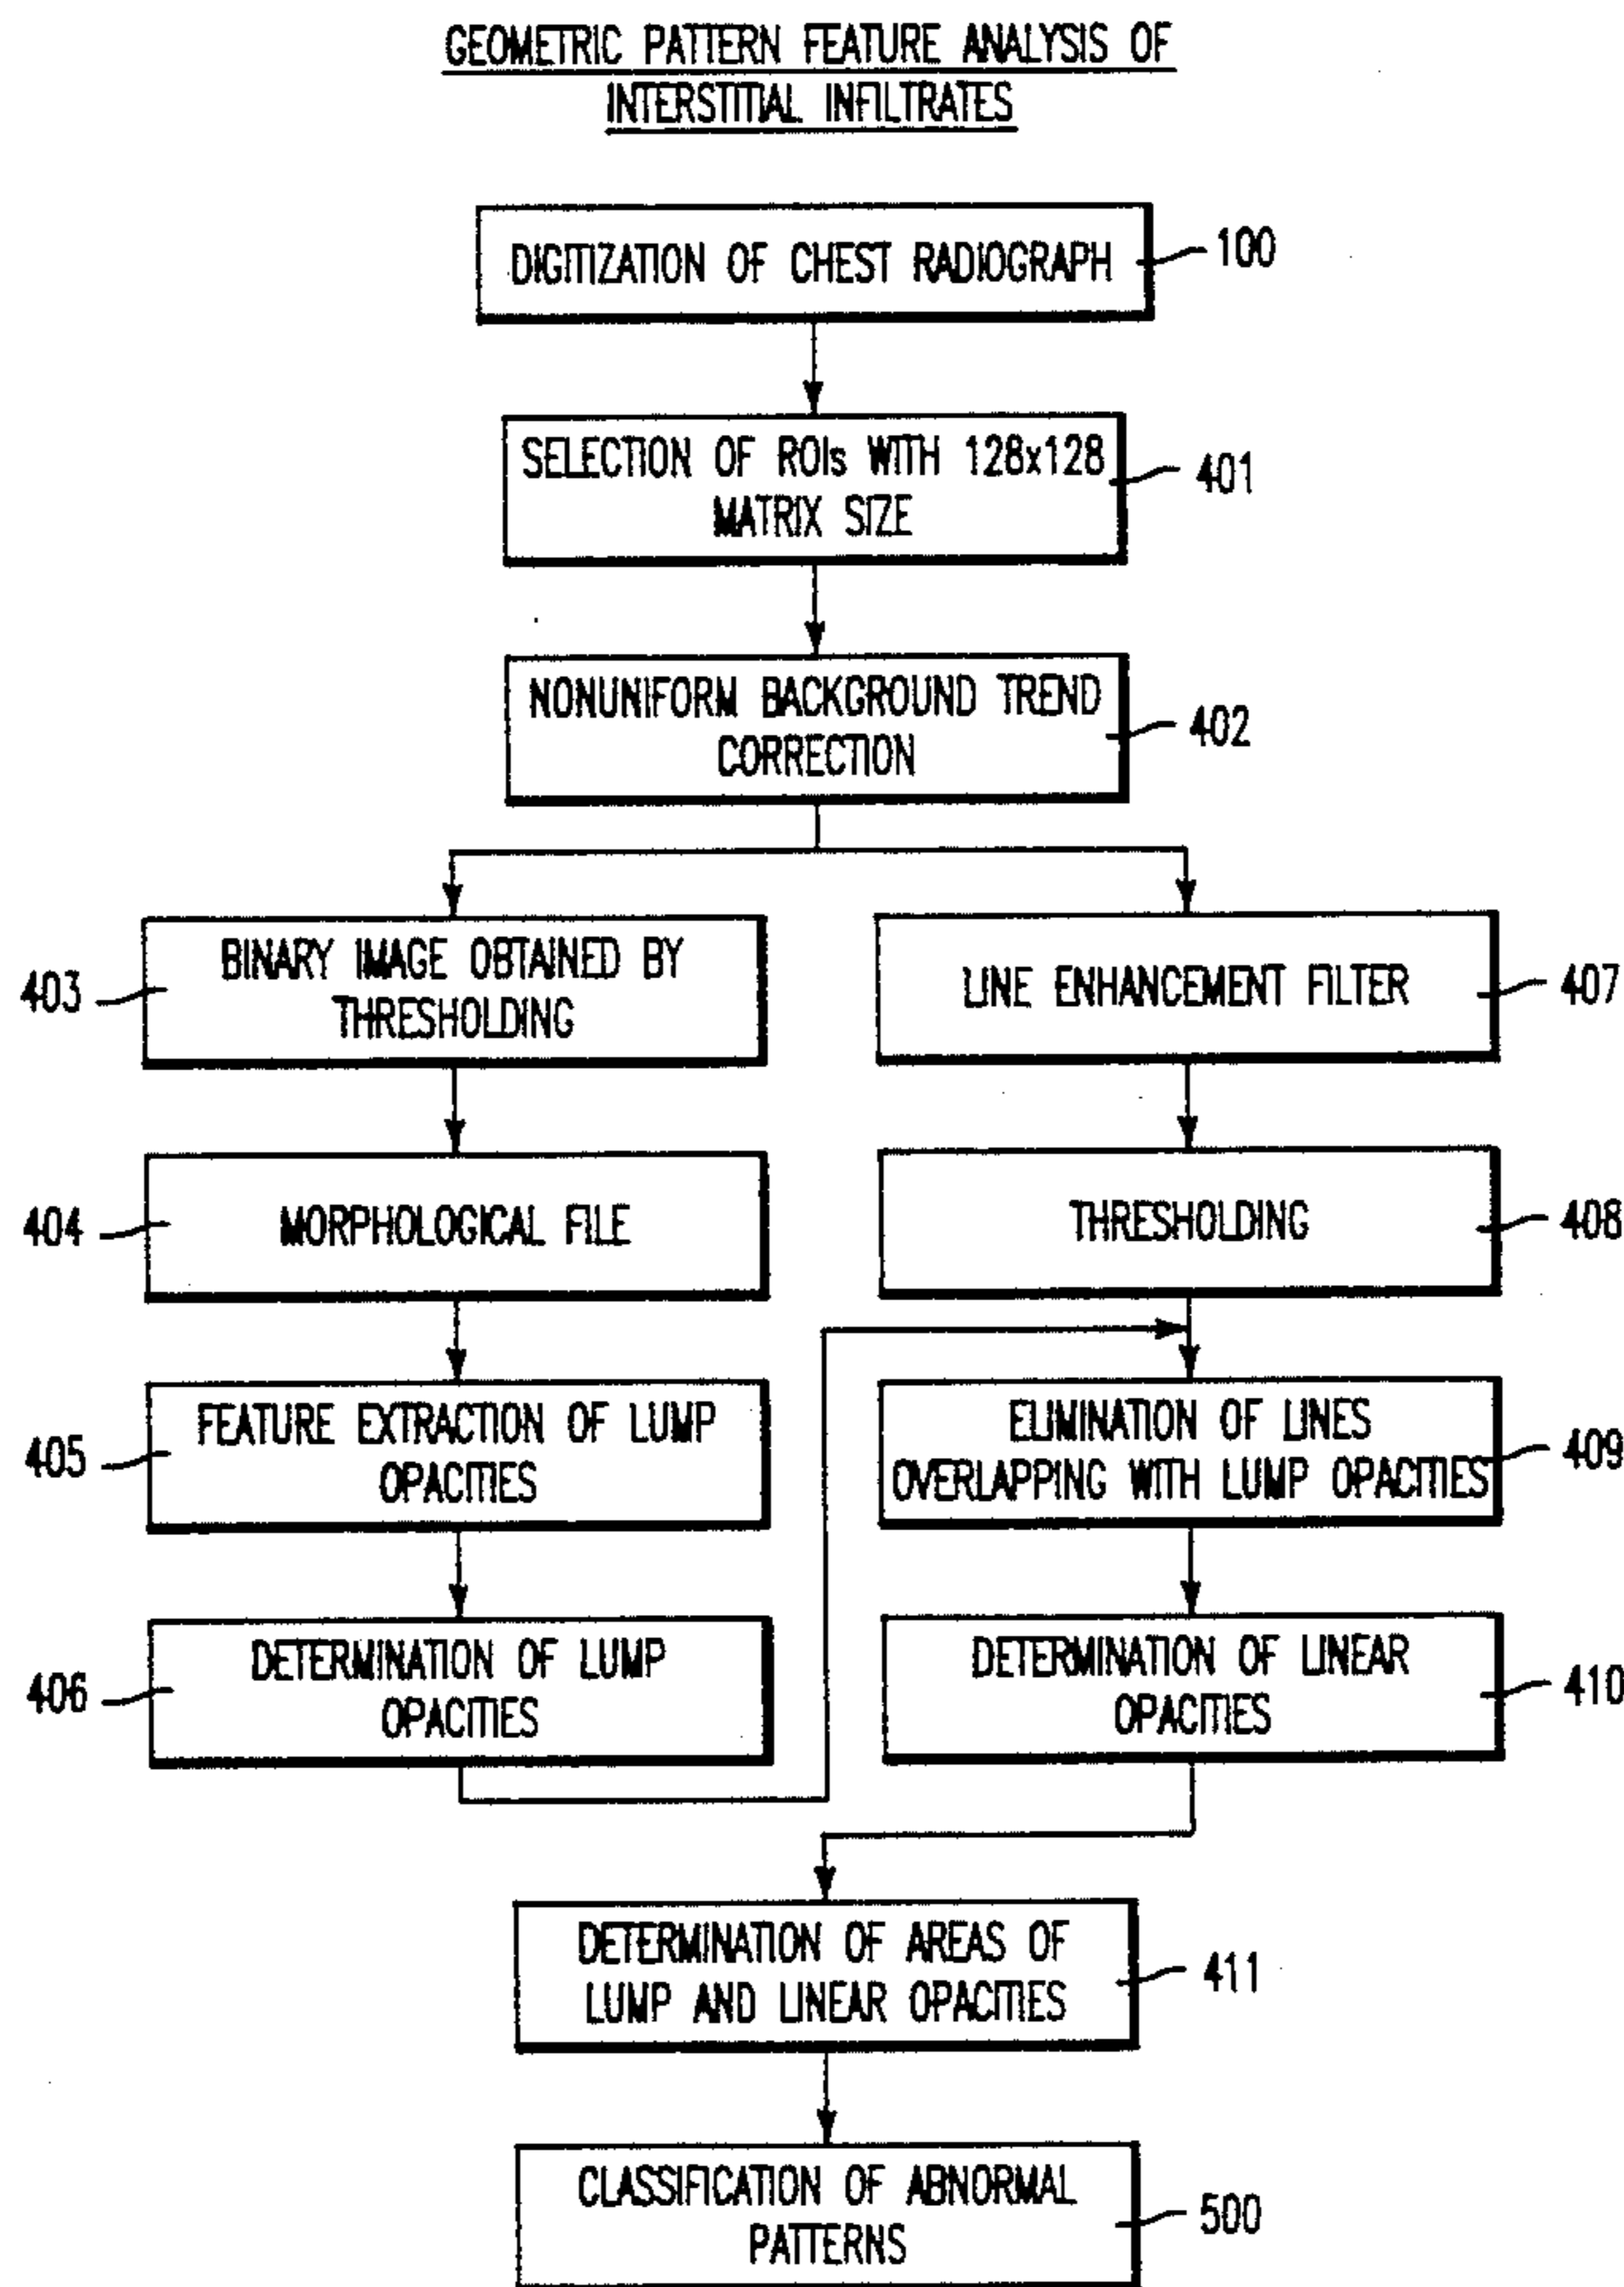 GEOMETRIC PATTERN FEATURE ANALYSIS OF
INTERSTITIAL INFILTRATES
DIGITIZATION OF CHEST RADIOGRAPH
100
SELECTION OF ROIs WITH 128x128
MATRIX SIZE
401
NONUNIFORM BACKGROUND TREND
CORRECTION
402
403
BINARY IMAGE OBTAINED BY
THRESHOLDING
LINE ENHANCEMENT FILTER
407
404
MORPHOLOGICAL FILE
THRESHOLDING
408
405
FEATURE EXTRACTION OF LUMP
OPACITIES
ELIMINATION OF LINES
OVERLAPPING WITH LUMP OPACITIES
409
406
DETERMINATION OF LUMP
OPACITIES
DETERMINATION OF LINEAR
OPACITIES
410
DETERMINATION OF AREAS OF
LUMP AND LINEAR OPACITIES
411
CLASSIFICATION OF ABNORMAL
PATTERNS
500